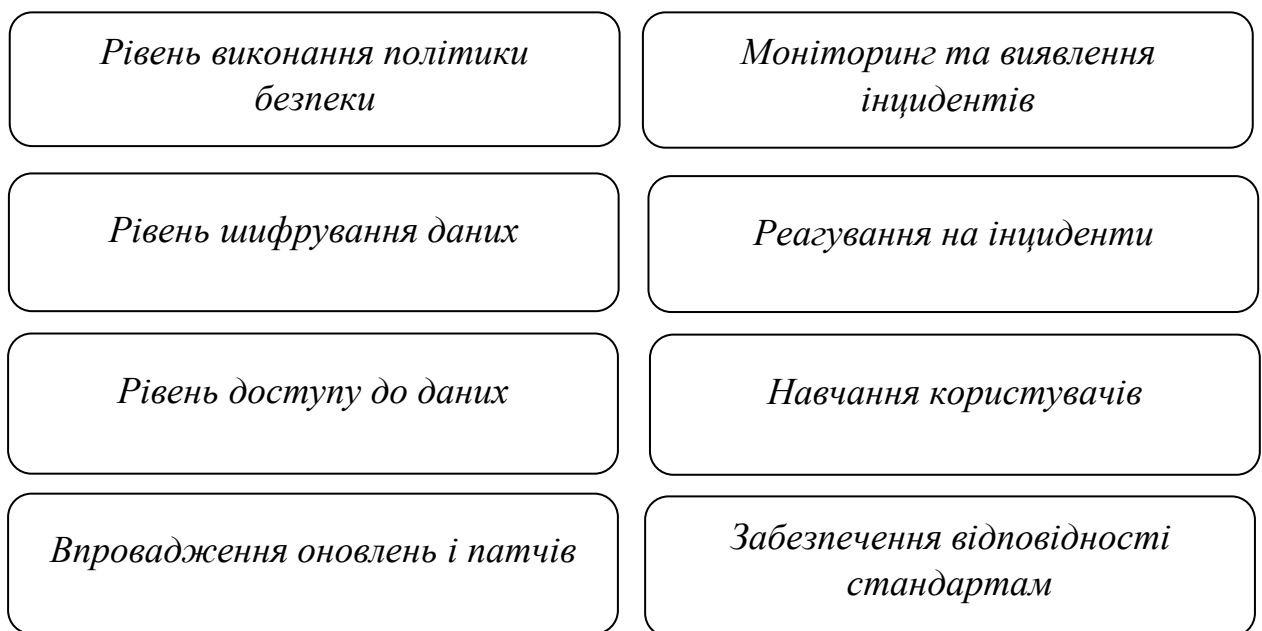 Рівень виконання політики
безпеки
Моніторинг та виявлення
інцидентів
Рівень шифрування даних
Реагування на інциденти
Рівень доступу до даних
Навчання користувачів
Впровадження оновлень і патчів
Забезпечення відповідності
стандартам